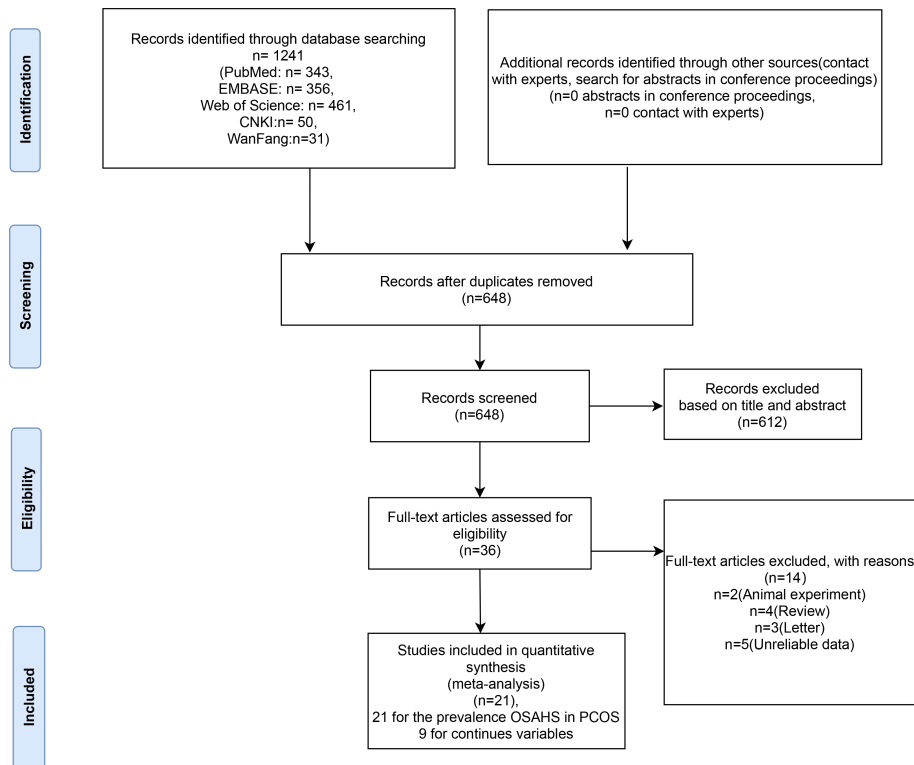 Identification
Records identified through database searching
n= 1241
(PubMed: n= 343,
EMBASE: n= 356,
Web of Science: n= 461,
CNKI:n= 50,
WanFang:n=31)
Additional records identified through other sources(contact
with experts, search for abstracts in conference proceedings)
(n=0 abstracts in conference proceedings,
n=0 contact with experts)
Screening
Records after duplicates removed
(n=648)
Records screened
(n=648)
Records excluded
based on title and abstract
(n=612)
Eligibility
Full-text articles assessed for
eligibility
(n=36)
Full-text articles excluded, with reasons
(n=14)
n=2(Animal experiment)
n=4(Review)
n=3(Letter)
n=5(Unreliable data)
Included
Studies included in quantitative
synthesis
(meta-analysis)
(n=21),
21 for the prevalence OSAHS in PCOS
9 for continues variables